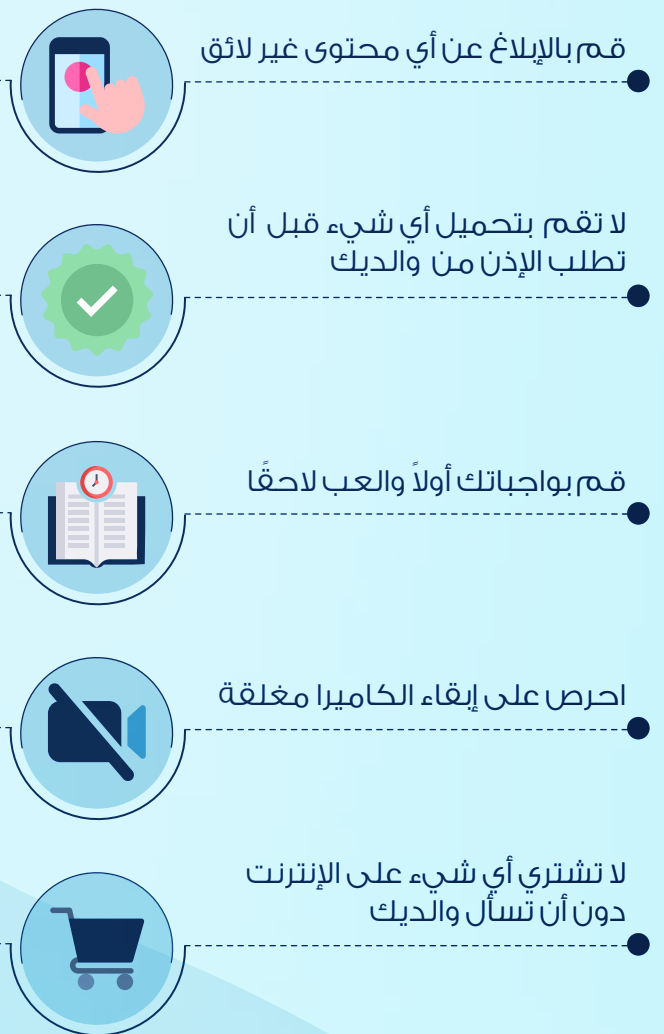 قم بالإبلاغ عن أي محتوى غير لائق
لا تقم بتحميل أي شيء قبل أن
تطلب الإذن من والديك
قم بواجباتك أولاً والعب لاحقًا
احرص على إبقاء الكاميرا مغلقة
لا تشتري أي شيء على الإنترنت
دون أن تسأل والديك